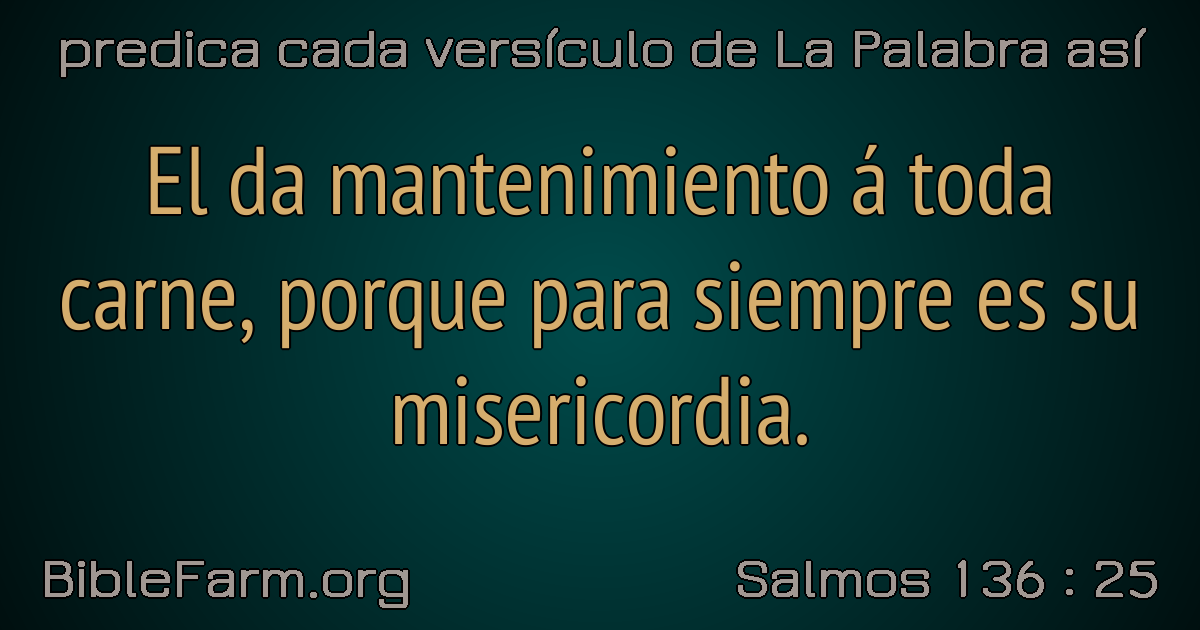 predica cada versículo de La Palabra así
El da mantenimiento á toda
carne, porque para siempre es su
misericordia.
BibleFarm.org
Salmos 136 : 25